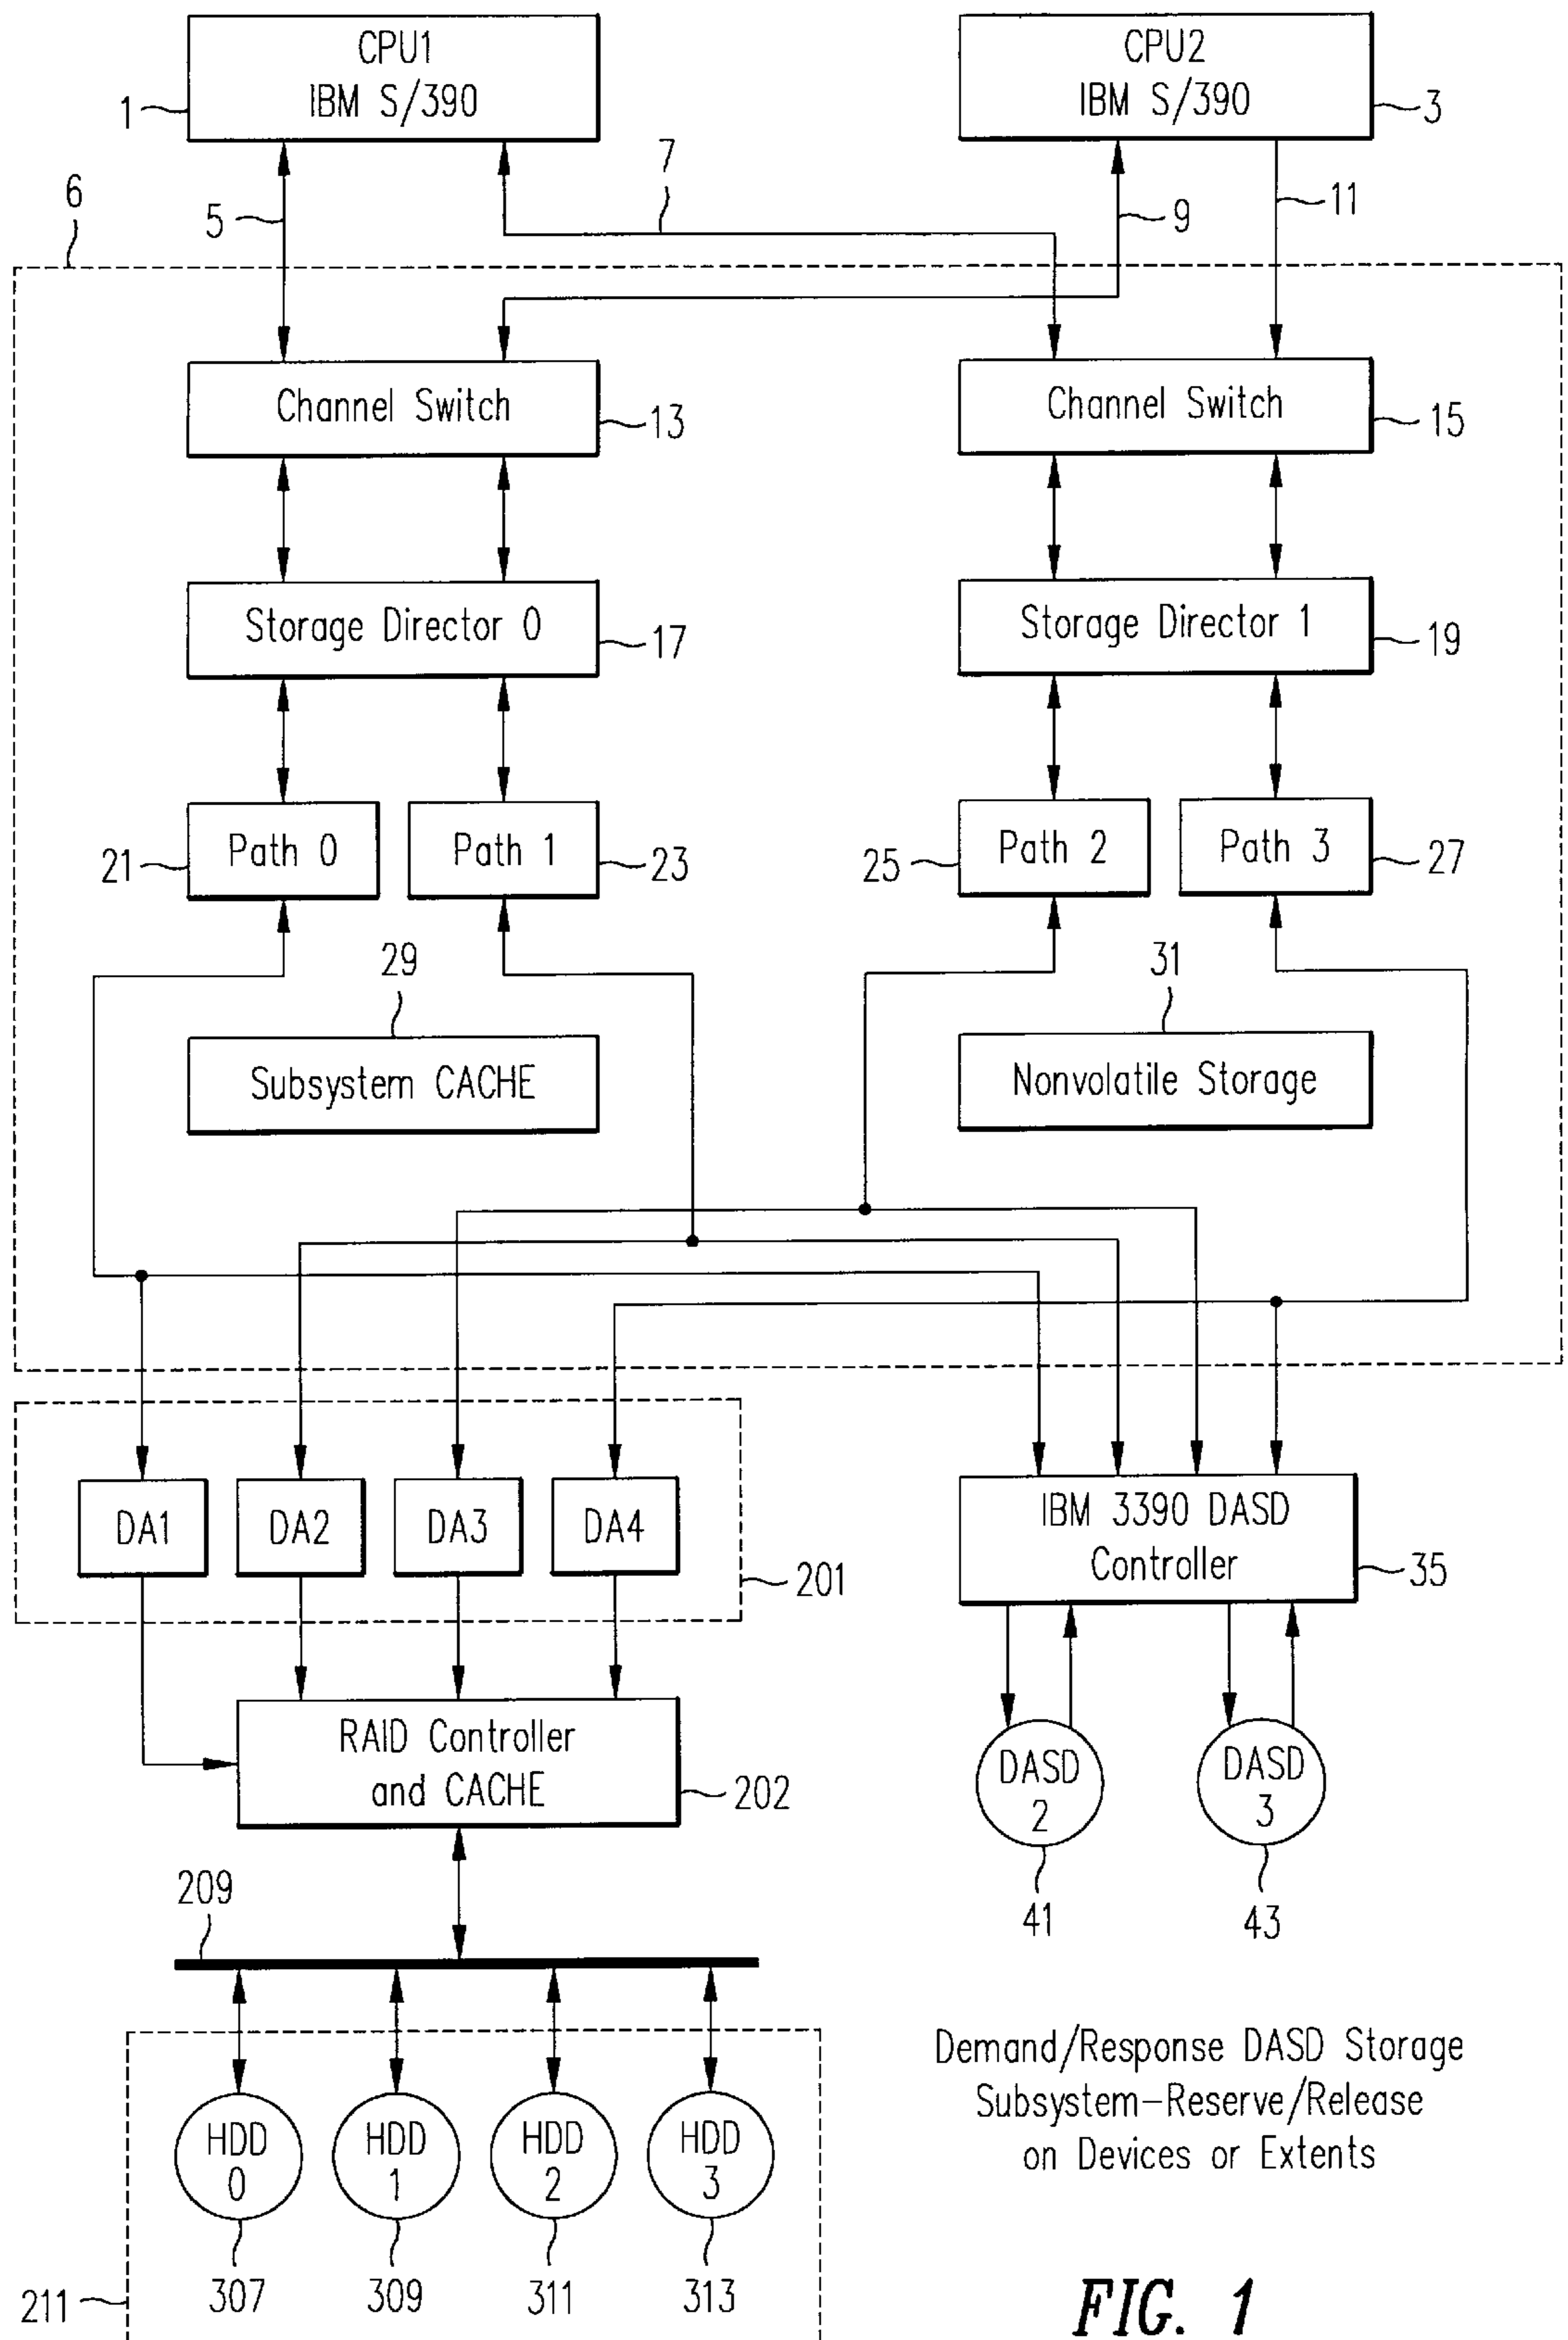 CPU1
IBM S/390
1
CPU2
IBM S/390
3
6
5
7
9
11
Channel Switch
13
Channel Switch
15
Storage Director 0
17
Storage Director 1
19
21
Path 0
Path 1
23
25
Path 2
Path 3
27
29
31
Subsystem CACHE
Nonvolatile Storage
DA1
DA2
DA3
DA4
201
IBM 3390 DASD
Controller
35
RAID Controller
and CACHE
202
DASD
2
DASD
3
41
43
209
HDD
0
HDD
1
HDD
2
HDD
3
307
309
311
313
211
Demand/Response DASD Storage
Subsystem-Reserve/Release
on Devices or Extents
FIG. 1